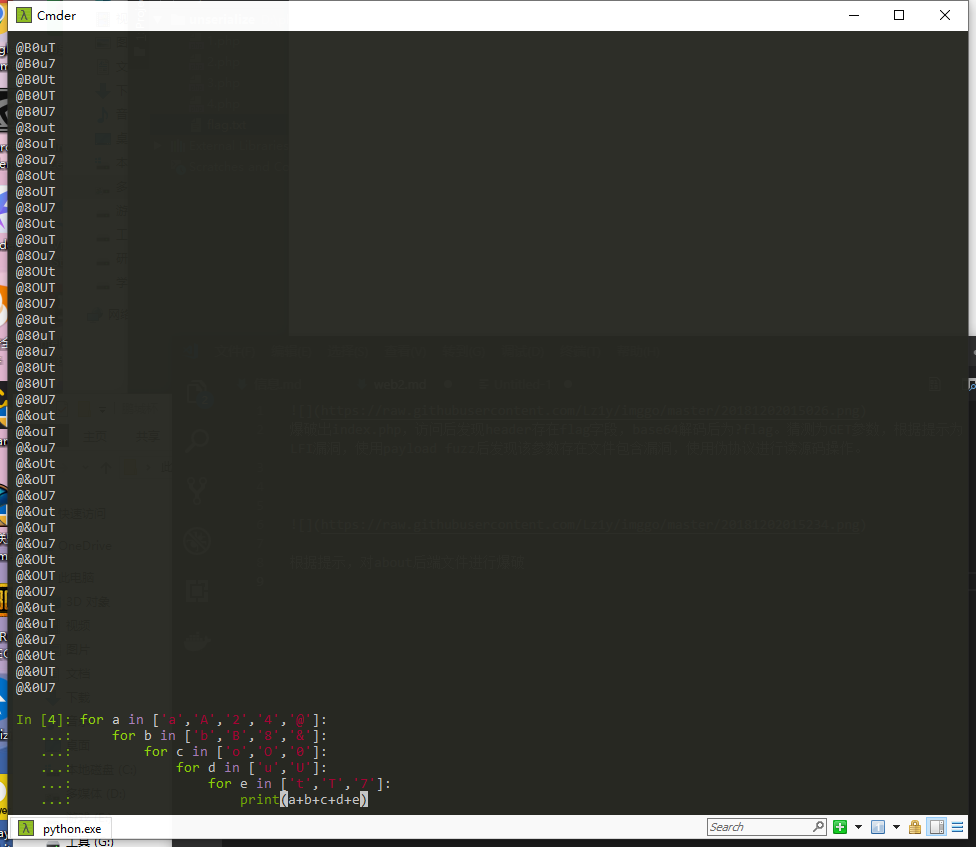 Cmder
@B0uT
@B0u7
@B0Ut
@B0UT
@B0U7
@8out
@8ouT
@8ou7
@8oUt
@8oUT
@8oU7
@8Out
@8OuT
@8Ou7
@8OUt
@8OUT
@8OU7
@80ut
@80uT
@80u7
@80Ut
@80UT
@80U7
@&out
@&ouT
@&ou7
@&oUt
@&oUT
@&oU7
@&Out
@&OuT
@&Ou7
@&OUt
@&OUT
@&OU7
@&0ut
@&0uT
@&0u7
@&0Ut
@&0UT
@&0U7
In [4]: for a in ['a','A','2','4','@']:
...: for b in ['b','B','8','&']:
...: for c in ['o','O','0']:
...: for d in ['u','U']:
...: for e in ['t','T','7']:
...: print(a+b+c+d+e)
python.exe
Search
工具 (G:)